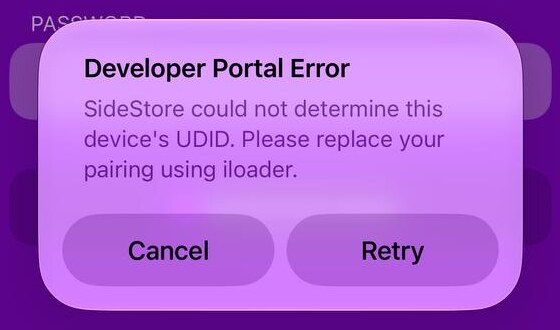 PASSWORD
Developer Portal Error
SideStore could not determine this
device's UDID. Please replace your
pairing using iloader.
Cancel
Retry